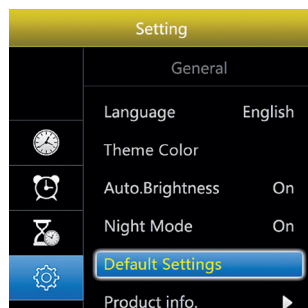 Setting
General
Language English
Theme Color
Auto.Brightness On
Night Mode On
Default Settings
Product info.